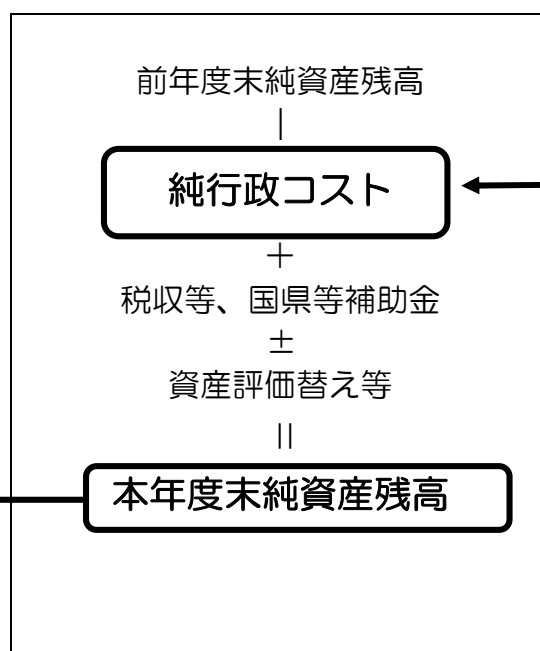 前年度末純資産残高
｜
純行政コスト
＋
税収等、国県等補助金
±
資産評価替え等
||
本年度末純資産残高